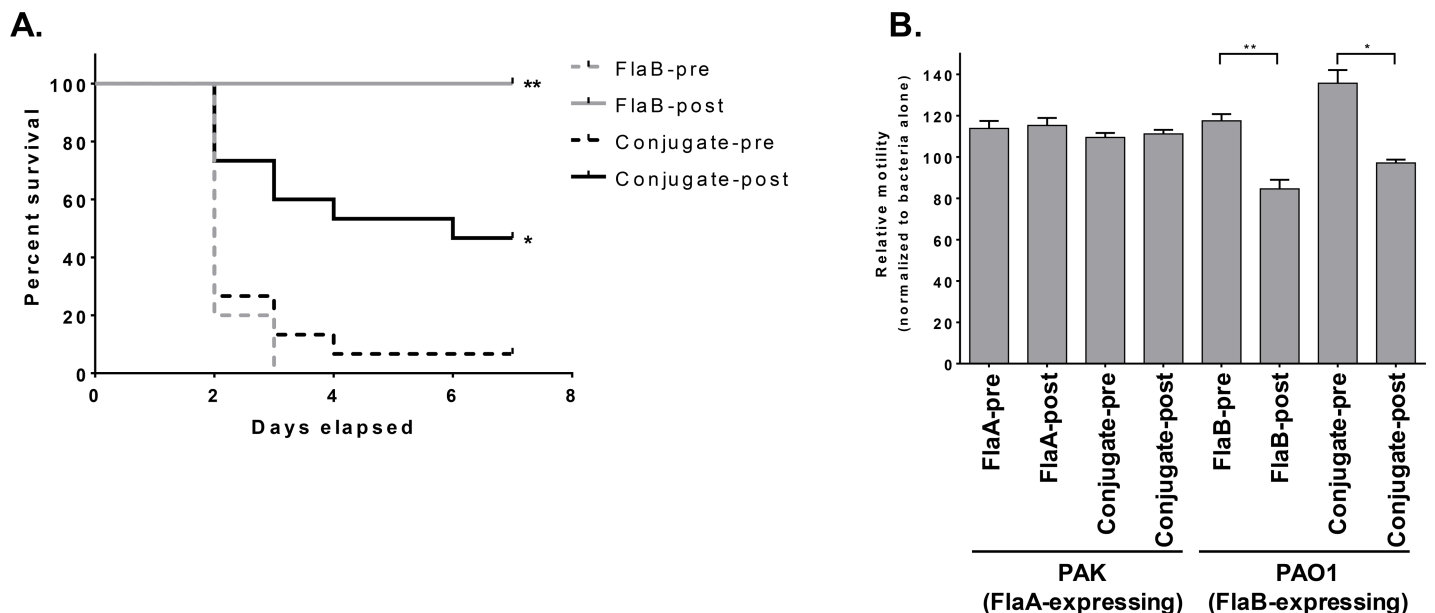 A.
Percent survival
100
80
60
40
20
0
0 2 4 6 8
Days elapsed
**
*
FlaB-pre
FlaB-post
Conjugate-pre
Conjugate-post
B.
Relative motility
(normalized to bacteria alone)
140
120
100
80
60
40
20
0
**
*
FlaA-pre
FlaA-post
Conjugate-pre
Conjugate-post
FlaB-pre
FlaB-post
Conjugate-pre
Conjugate-post
PAK
(FlaA-expressing)
PAO1
(FlaB-expressing)